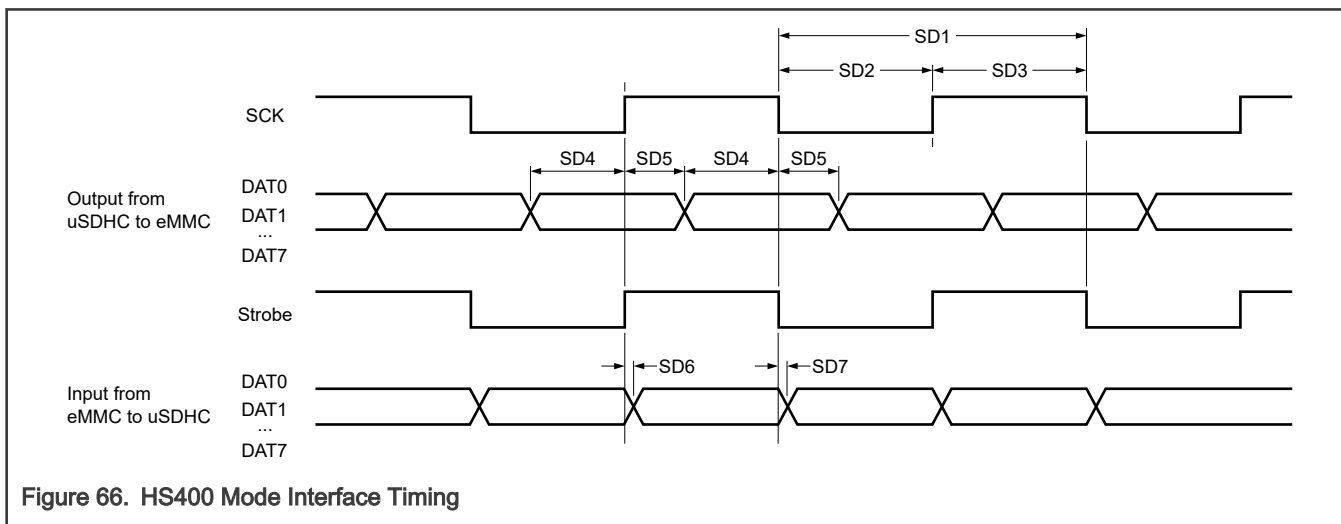 SD1
SD2 SD3
SCK
SD4 SD5 SD4 SD5
Output from
uSDHC to eMMC
DAT0
DAT1
...
DAT7
Strobe
SD6 SD7
Input from
eMMC to uSDHC
DAT0
DAT1
...
DAT7
Figure 66. HS400 Mode Interface Timing